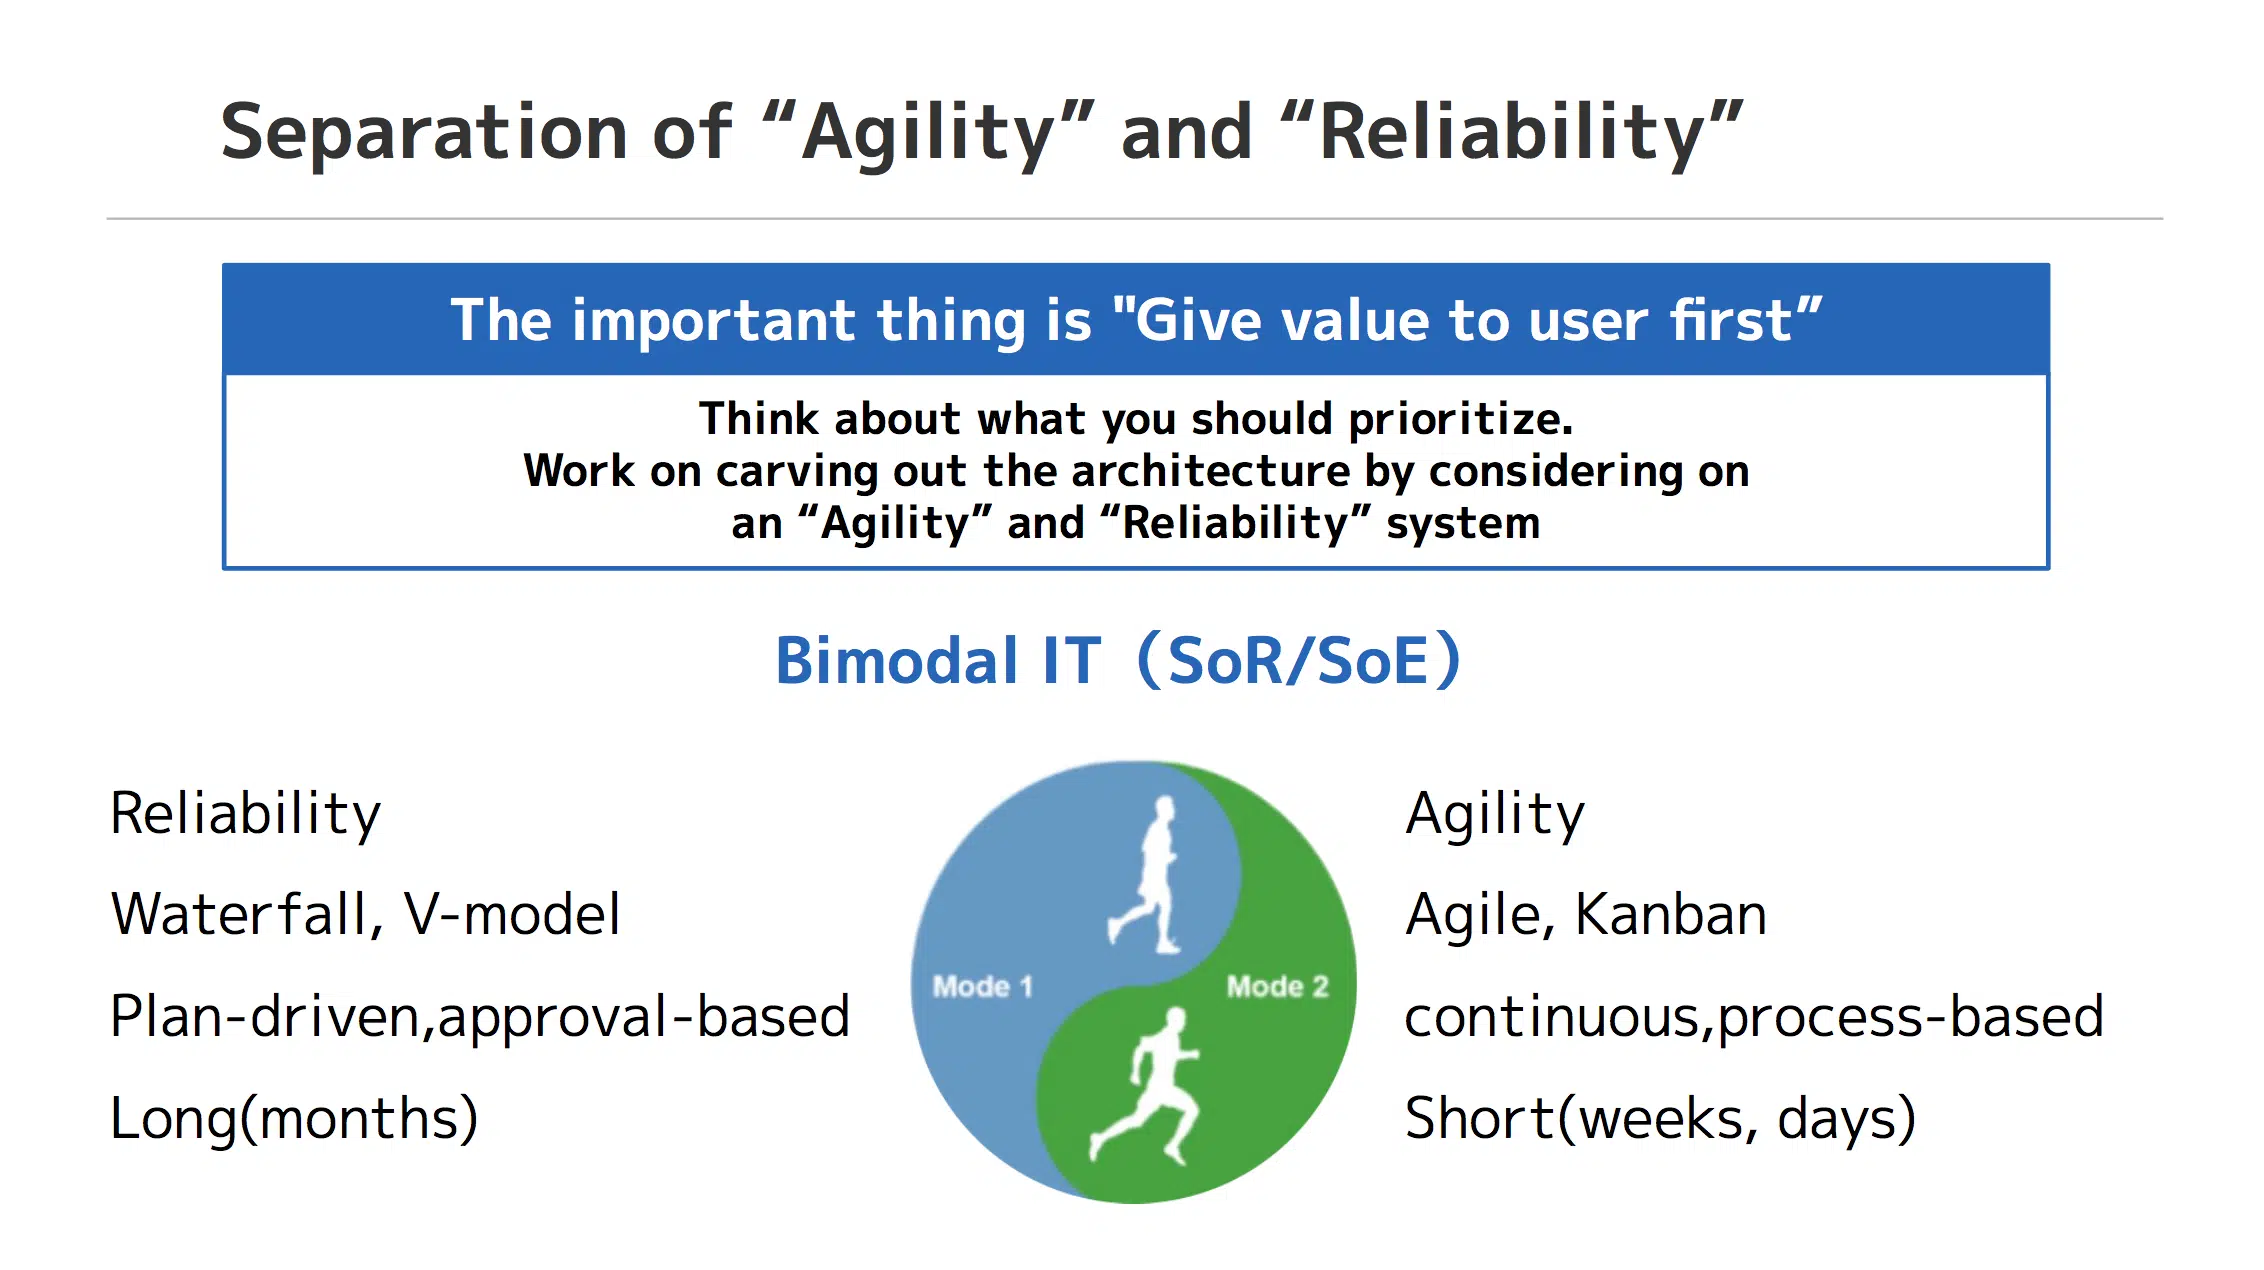 Separation of “Agility” and “Reliability”
The important thing is "Give value to user first”
Think about what you should prioritize.
Work on carving out the architecture by considering on
an “Agility” and “Reliability” system
Bimodal IT（SoR/SoE）
Reliability
Waterfall, V-model
Plan-driven,approval-based
Long(months)
Mode 1
Mode 2
Agility
Agile, Kanban
continuous,process-based
Short(weeks, days)